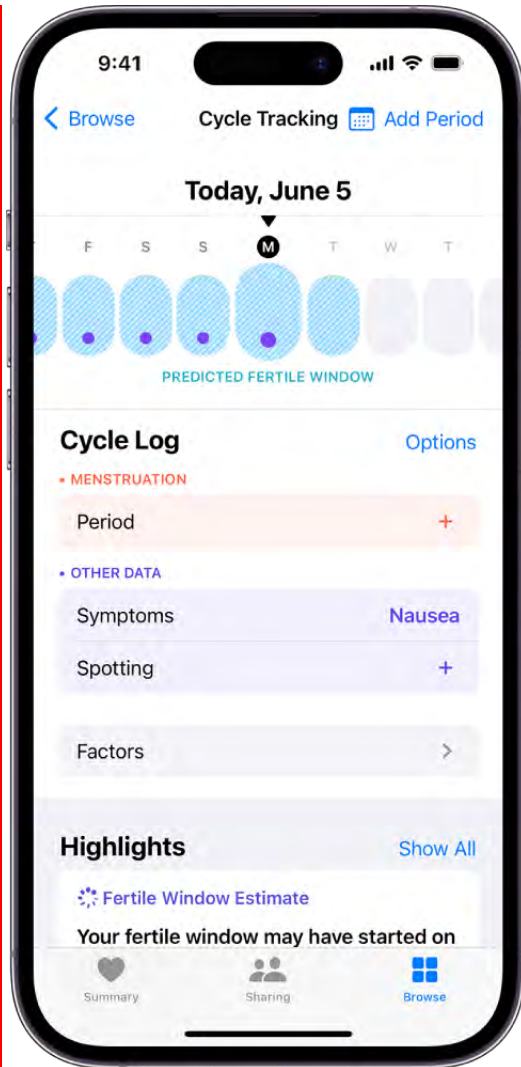 9:41
Browse
Cycle Tracking
Add Period
Today, June 5
F S S M T W T
PREDICTED FERTILE WINDOW
Cycle Log
Options
• MENSTRUATION
Period +
• OTHER DATA
Symptoms Nausea
Spotting +
Factors
Highlights
Show All
Fertile Window Estimate
Your fertile window may have started on
Summary Sharing Browse